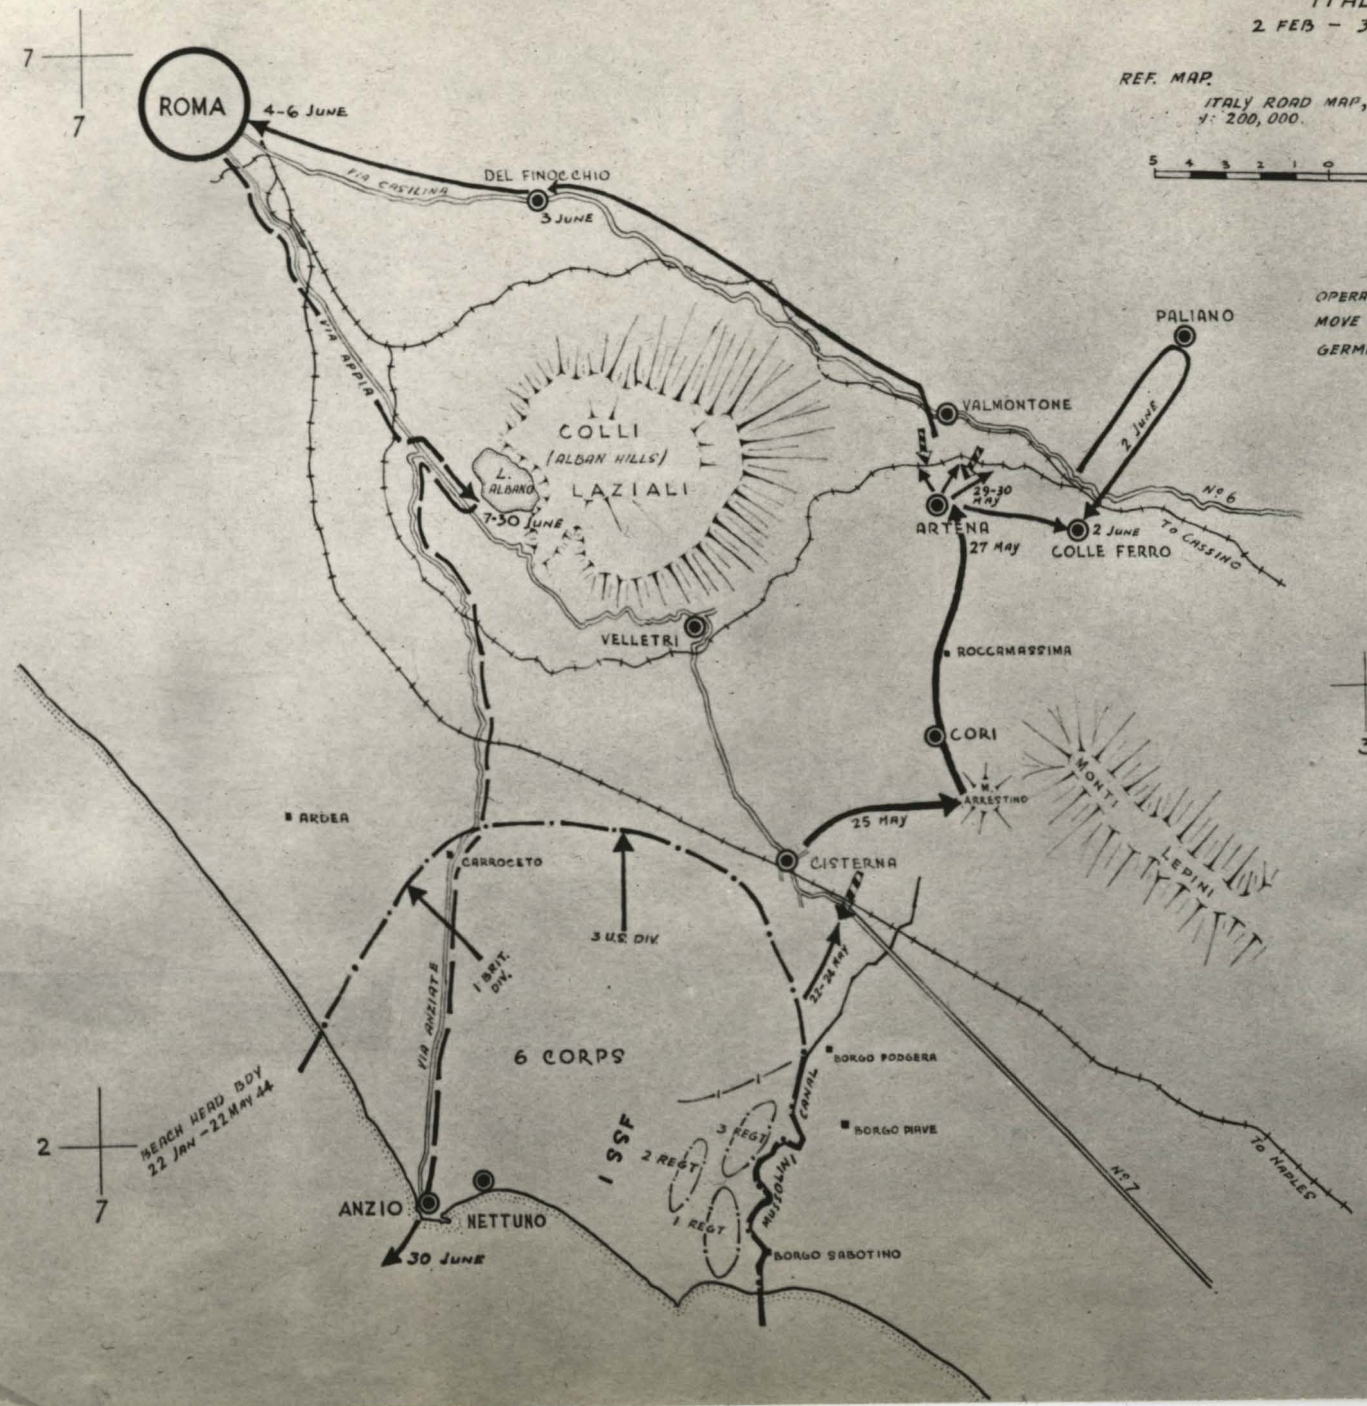 2 FEB - 3
REF. MAP.
ITALY ROAD MAP,
1: 200,000.
5 4 3 2 1 0
7
7
ROMA
4-6 JUNE
VIA CASILINA
DEL FINOCCHIO
3 JUNE
OPERA
MOVE
GERM
PALIANO
2 JUNE
VIA APPIA
VALMONTONE
COLLI
(ALBAN HILLS)
LAZIALI
L.
ALBANO
7-30 JUNE
29-30
MAY
ARTENA
27 MAY
2 JUNE
COLLE FERRO
No 6
TO CASSINO
VELLETRI
ROCCAMASSIMA
CORI
M.
ARRESTINO
MONTI
LEPINI
25 MAY
ARDEA
CARROCETO
CISTERNA
1 BRIT.
DIV.
3 U.S. DIV.
VIA ANZIATE
6 CORPS
BORGO PODGERA
CANAL
BORGO PIAVE
BEACH HEAD BDY
22 JAN - 22 MAY 44
2
7
1 SSF
3 REGT
2 REGT
1 REGT
MUSSOLINI
No 7
TO NAPLES
ANZIO
NETTUNO
30 JUNE
BORGO SABOTINO